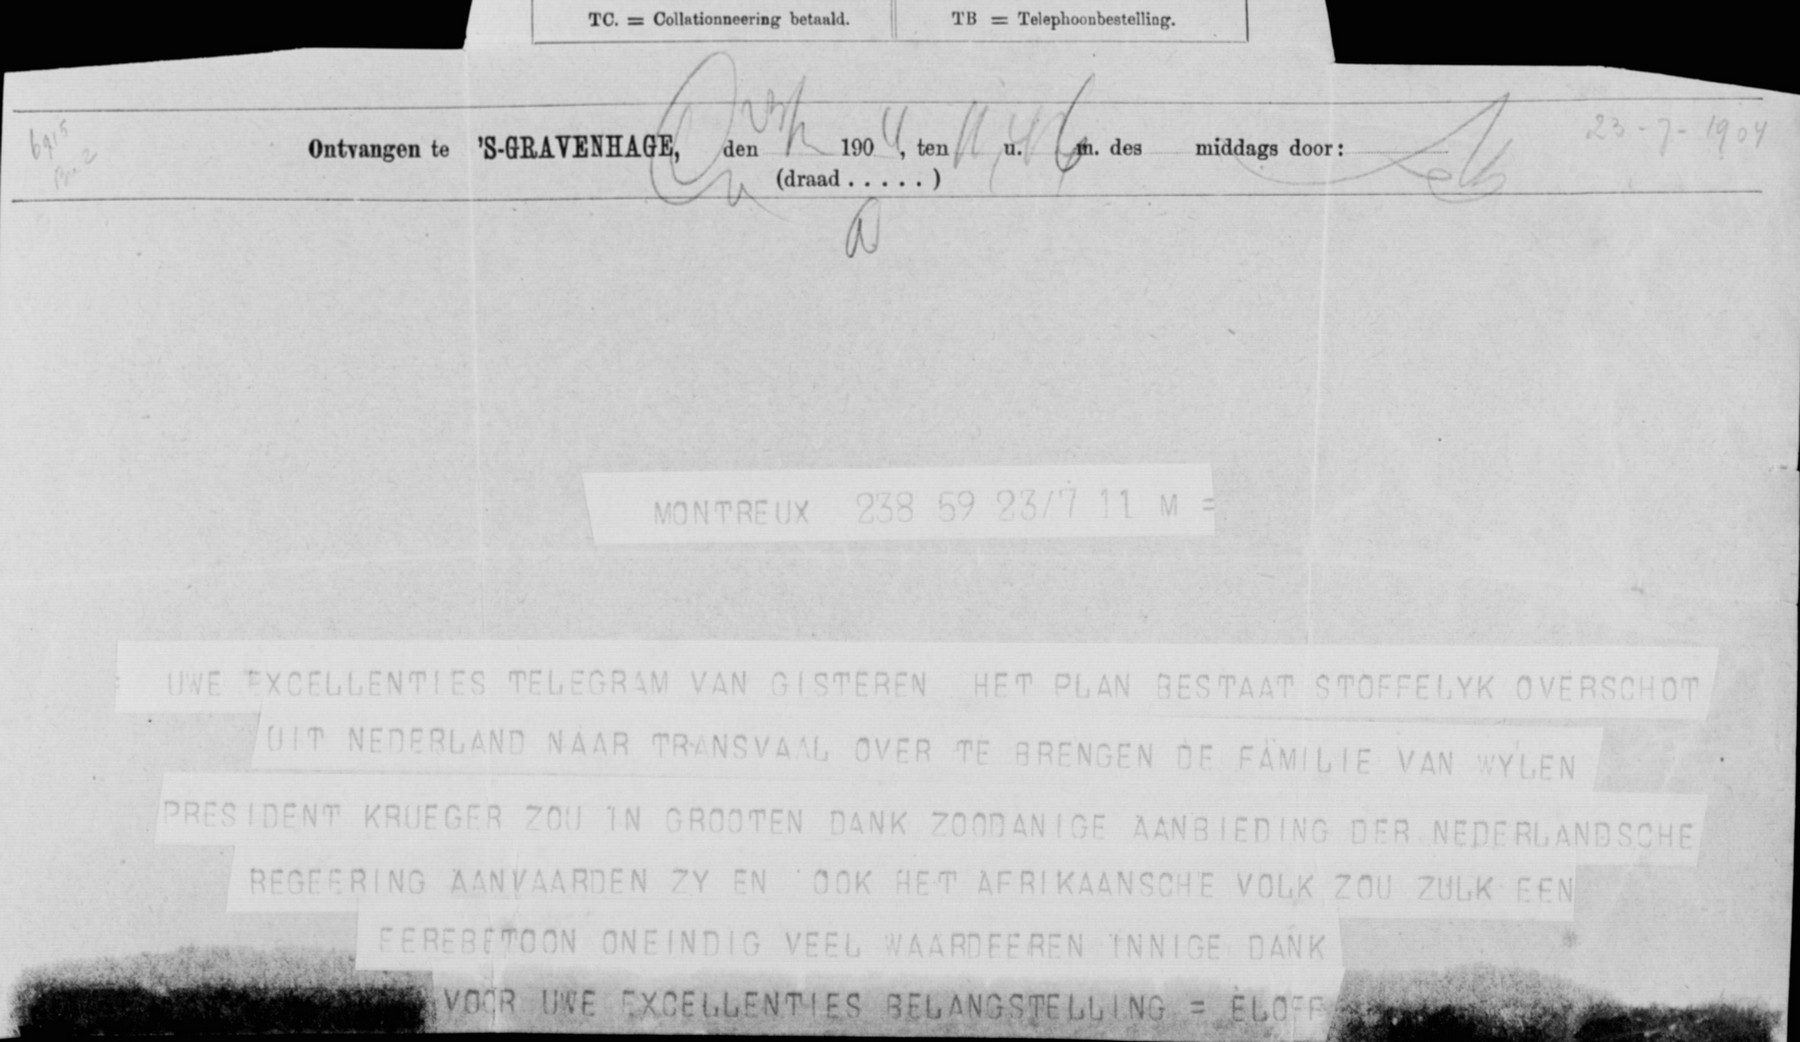 TC. = Collationneering betaald. TB = Telephoonbestelling.
23-7-1904
6915
Ontvangen te 'S-GRAVENHAGE, den 1904, ten 11 u. m. des middags door:
(draad . . . . . )
MONTREUX 238 59 23/7 11 M =
= UWE EXCELLENTIES TELEGRAM VAN GISTEREN HET PLAN BESTAAT STOFFELYK OVERSCHOT
UIT NEDERLAND NAAR TRANSVAAL OVER TE BRENGEN DE FAMILIE VAN WYLEN
PRESIDENT KRUEGER ZOU IN GROOTEN DANK ZOODANIGE AANBIEDING DER NEDERLANDSCHE
REGEERING AANVAARDEN ZY EN OOK HET AFRIKAANSCHE VOLK ZOU ZULK EEN
EEREBETOON ONEINDIG VEEL WAARDEEREN INNIGE DANK
VOOR UWE EXCELLENTIES BELANGSTELLING = ELOFF